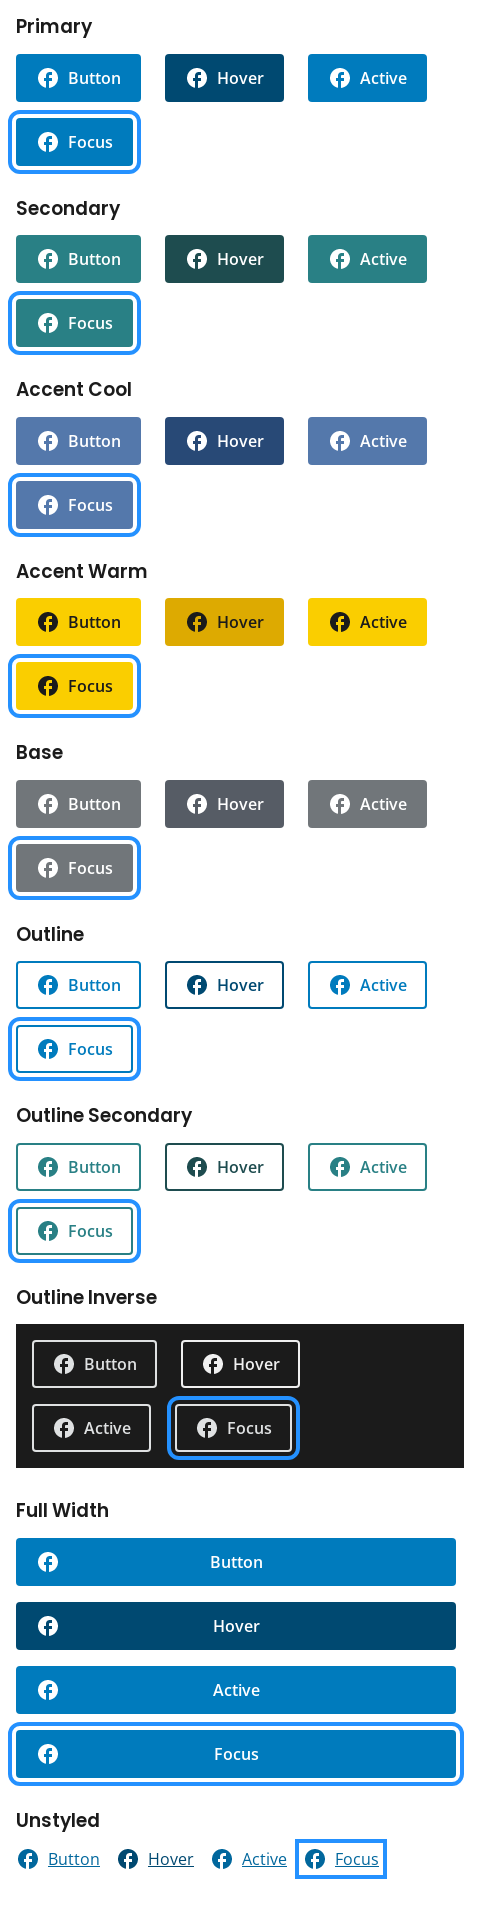 Primary
Button Hover Active
Focus
Secondary
Button Hover Active
Focus
Accent Cool
Button Hover Active
Focus
Accent Warm
Button Hover Active
Focus
Base
Button Hover Active
Focus
Outline
Button Hover Active
Focus
Outline Secondary
Button Hover Active
Focus
Outline Inverse
Button Hover
Active Focus
Full Width
Button
Hover
Active
Focus
Unstyled
Button Hover Active Focus